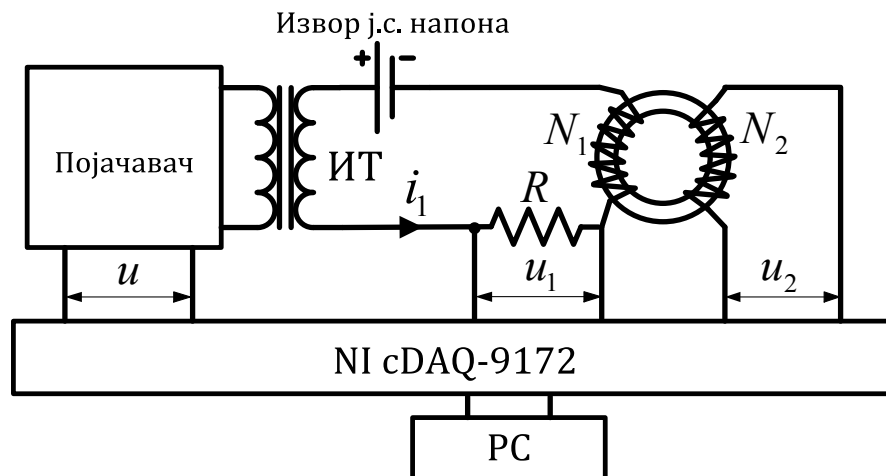 Извор ј.с. напона
+ −
Појачавач
ИТ
N₁
N₂
i₁
R
u
u₁
u₂
NI cDAQ-9172
PC